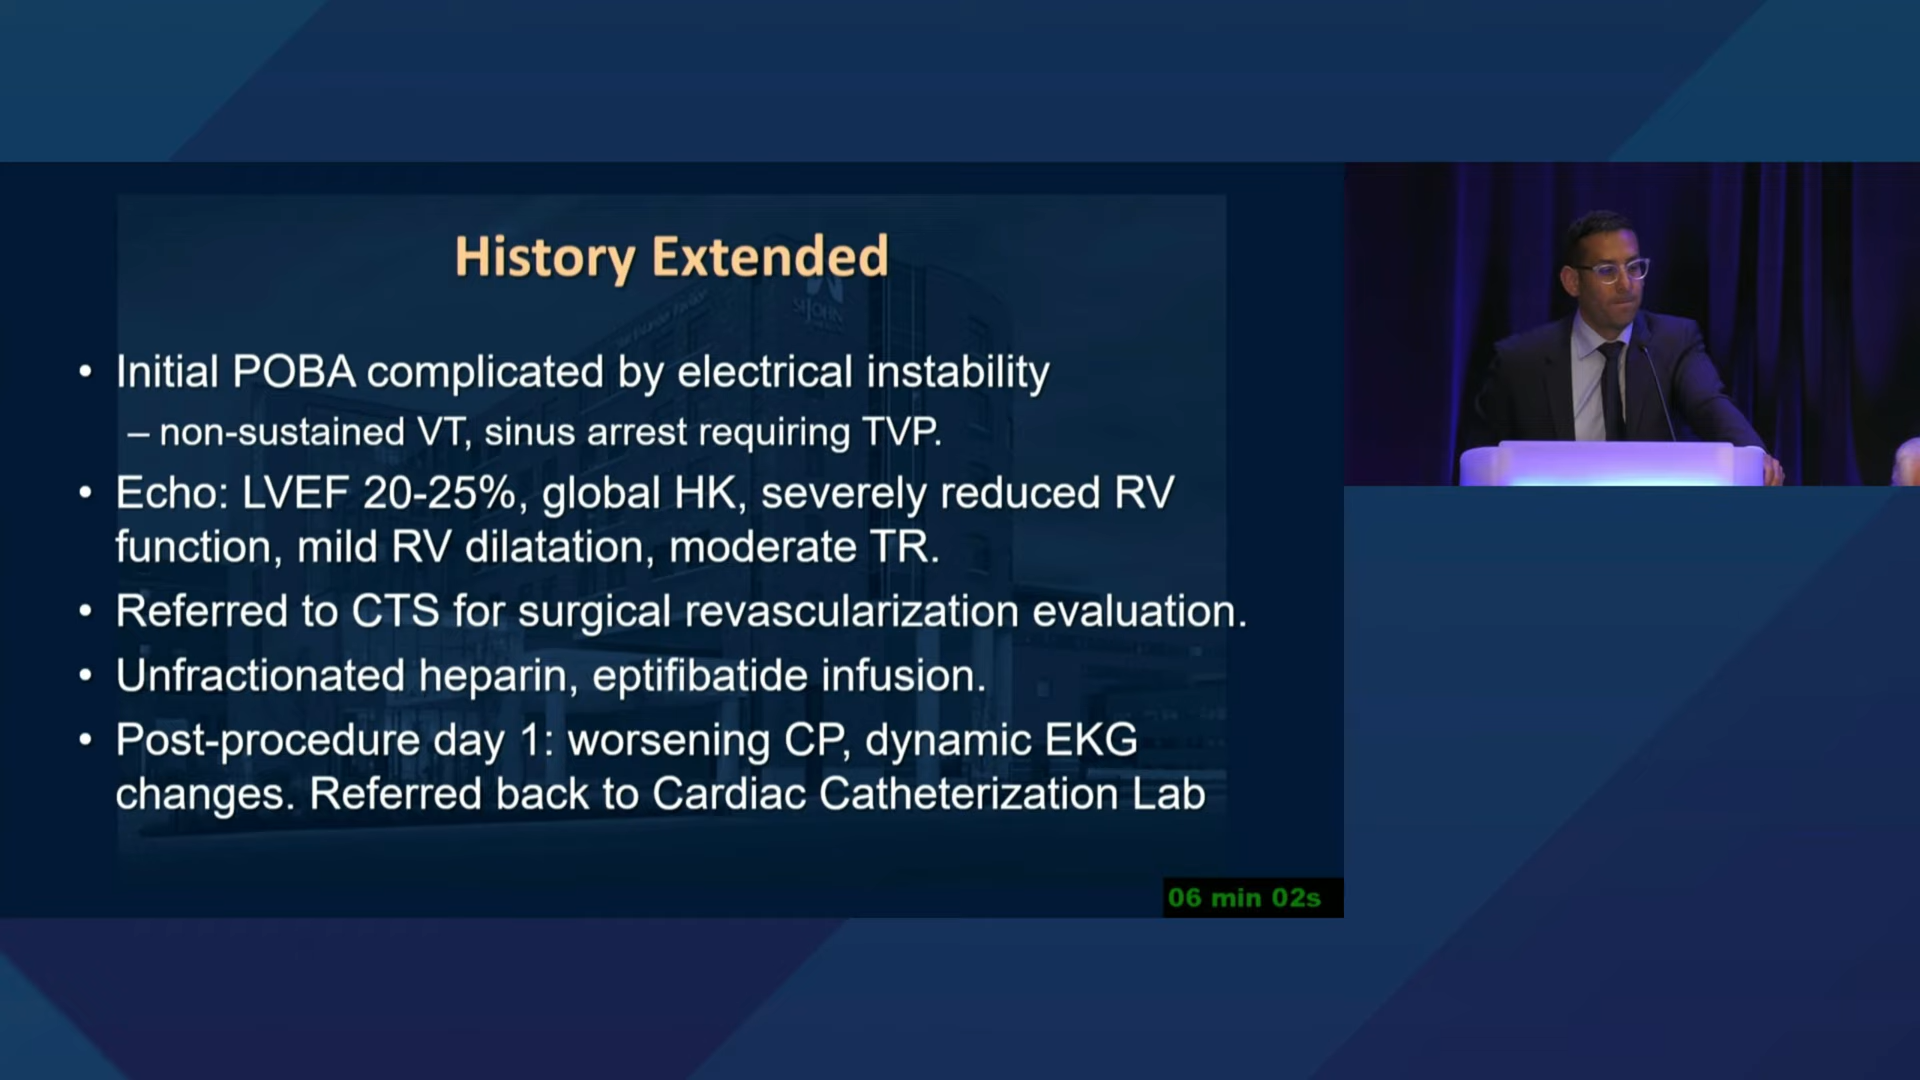 History Extended
• Initial POBA complicated by electrical instability
– non-sustained VT, sinus arrest requiring TVP.
• Echo: LVEF 20-25%, global HK, severely reduced RV
function, mild RV dilatation, moderate TR.
• Referred to CTS for surgical revascularization evaluation.
• Unfractionated heparin, eptifibatide infusion.
• Post-procedure day 1: worsening CP, dynamic EKG
changes. Referred back to Cardiac Catheterization Lab
06 min 02s
ST JOHN